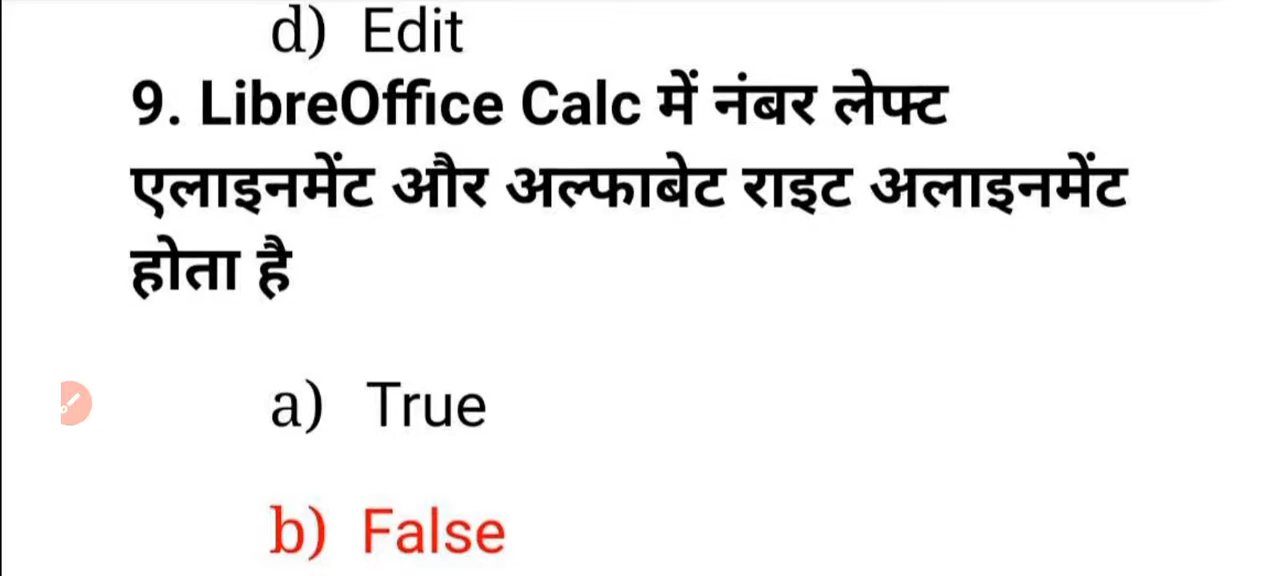 d) Edit
9. LibreOffice Calc में नंबर लेफ्ट
एलाइनमेंट और अल्फाबेट राइट अलाइनमेंट
होता है
a) True
b) False